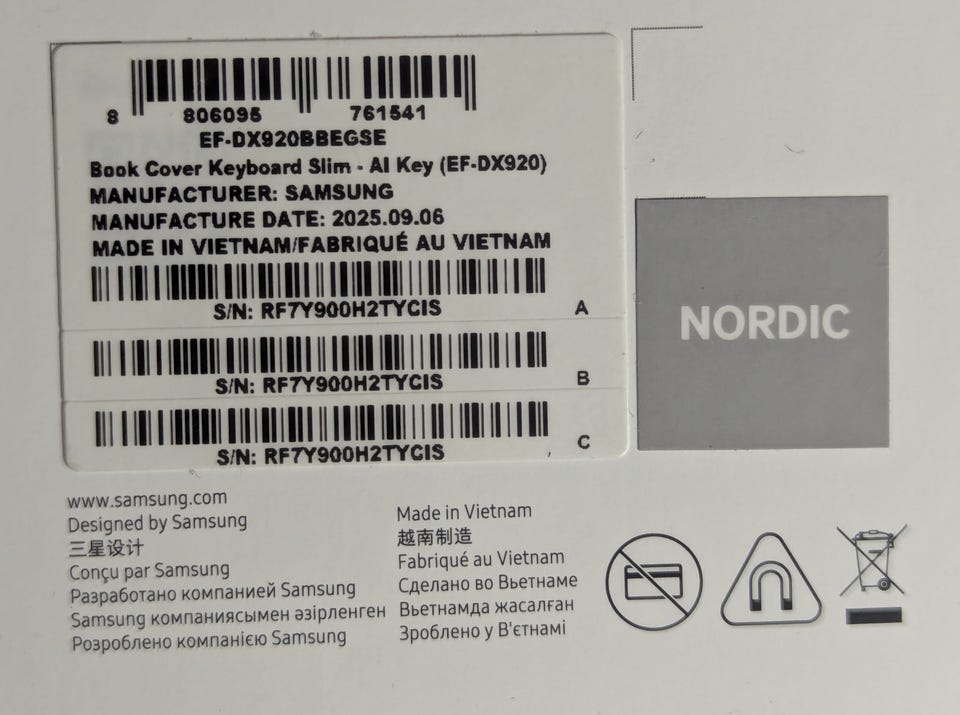 8 806095 761541
EF-DX920BBEGSE
Book Cover Keyboard Slim - AI Key (EF-DX920)
MANUFACTURER: SAMSUNG
MANUFACTURE DATE: 2025.09.06
MADE IN VIETNAM/FABRIQUÉ AU VIETNAM
S/N: RF7Y900H2TYCIS
A
S/N: RF7Y900H2TYCIS
B
S/N: RF7Y900H2TYCIS
C
NORDIC
www.samsung.com
Designed by Samsung
三星设计
Conçu par Samsung
Разработано компанией Samsung
Samsung компаниясымен әзірленген
Розроблено компанією Samsung
Made in Vietnam
越南制造
Fabriqué au Vietnam
Сделано во Вьетнаме
Вьетнамда жасалған
Зроблено у В'єтнамі